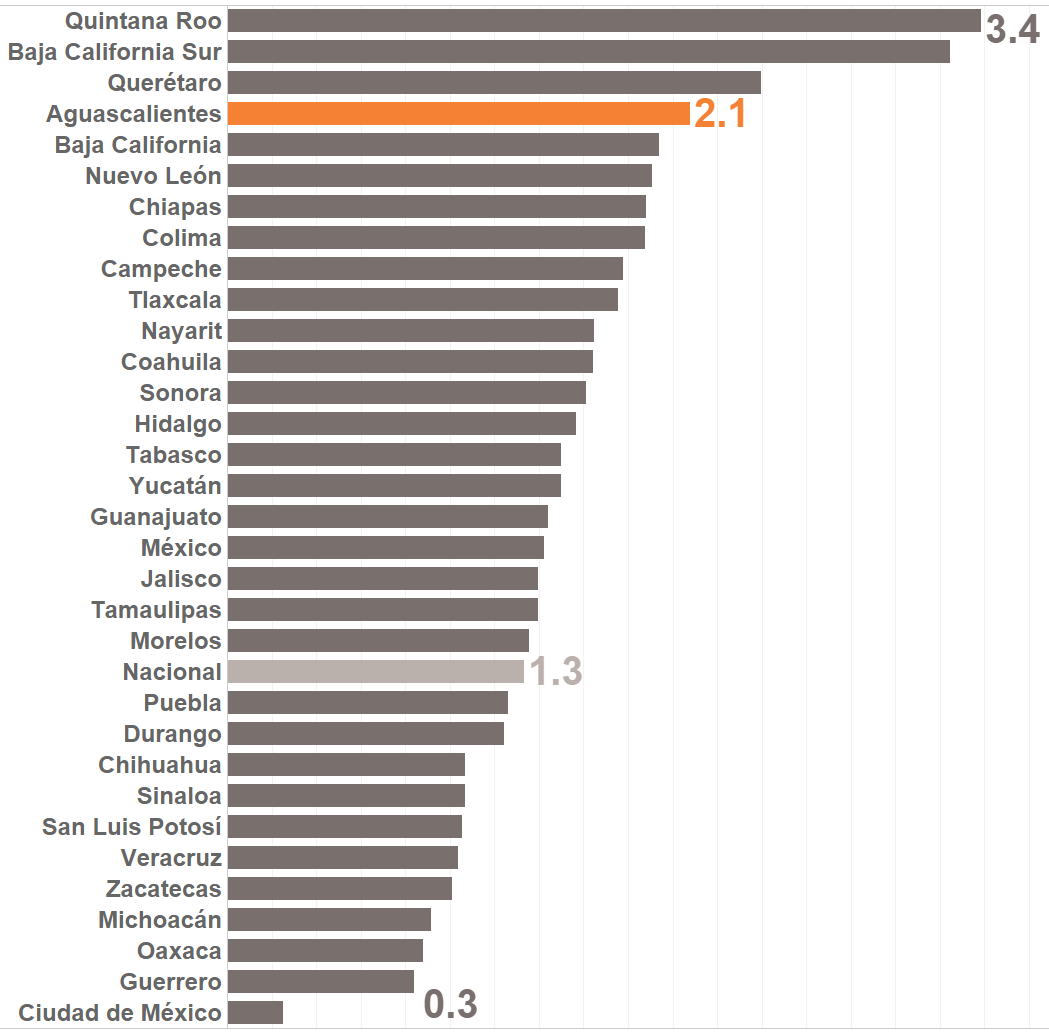 Quintana Roo 3.4
Baja California Sur
Querétaro
Aguascalientes 2.1
Baja California
Nuevo León
Chiapas
Colima
Campeche
Tlaxcala
Nayarit
Coahuila
Sonora
Hidalgo
Tabasco
Yucatán
Guanajuato
México
Jalisco
Tamaulipas
Morelos
Nacional 1.3
Puebla
Durango
Chihuahua
Sinaloa
San Luis Potosí
Veracruz
Zacatecas
Michoacán
Oaxaca
Guerrero
Ciudad de México 0.3